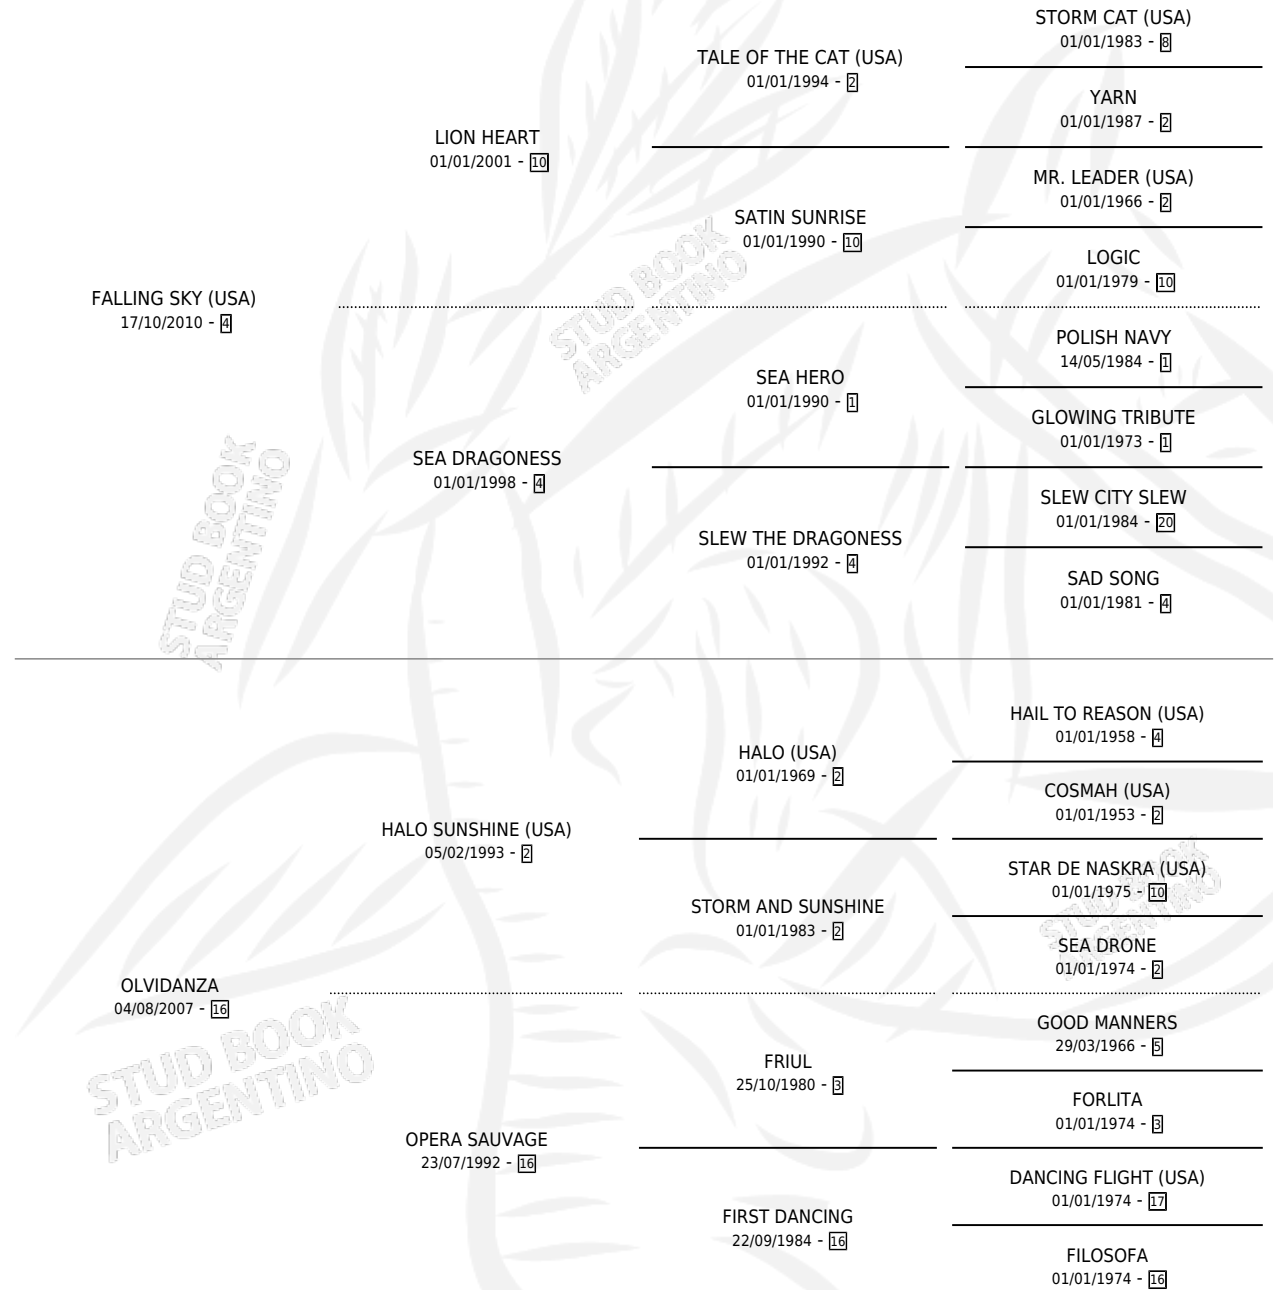 STORM CAT (USA)
01/01/1983 - 8
TALE OF THE CAT (USA)
01/01/1994 - 2
YARN
01/01/1987 - 2
LION HEART
01/01/2001 - 10
MR. LEADER (USA)
01/01/1966 - 2
SATIN SUNRISE
01/01/1990 - 10
LOGIC
01/01/1979 - 10
FALLING SKY (USA)
17/10/2010 - 4
STUD BOOK
ARGENTINO
POLISH NAVY
14/05/1984 - 1
SEA HERO
01/01/1990 - 1
GLOWING TRIBUTE
01/01/1973 - 1
SEA DRAGONESS
01/01/1998 - 4
SLEW CITY SLEW
01/01/1984 - 20
SLEW THE DRAGONESS
01/01/1992 - 4
SAD SONG
01/01/1981 - 4
STUD BOOK
ARGENTINO
HAIL TO REASON (USA)
01/01/1958 - 4
HALO (USA)
01/01/1969 - 2
COSMAH (USA)
01/01/1953 - 2
HALO SUNSHINE (USA)
05/02/1993 - 2
STAR DE NASKRA (USA)
01/01/1975 - 10
STORM AND SUNSHINE
01/01/1983 - 2
SEA DRONE
01/01/1974 - 2
STUD BOOK
ARGENTINO
OLVIDANZA
04/08/2007 - 16
STUD BOOK
ARGENTINO
GOOD MANNERS
29/03/1966 - 5
FRIUL
25/10/1980 - 3
FORLITA
01/01/1974 - 3
OPERA SAUVAGE
23/07/1992 - 16
DANCING FLIGHT (USA)
01/01/1974 - 17
FIRST DANCING
22/09/1984 - 16
FILOSOFA
01/01/1974 - 16